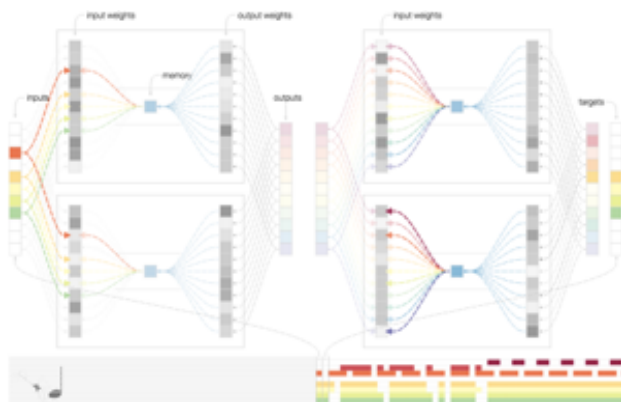 input weights
output weights
input weights
memory
inputs
outputs
targets